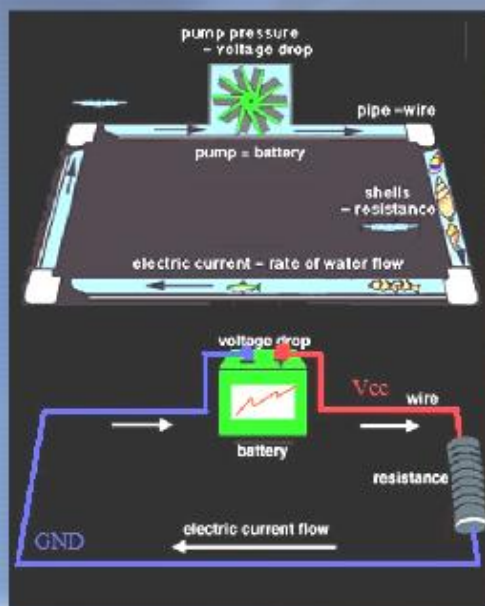 pump pressure
– voltage drop
pipe =wire
pump = battery
shells
– resistance
electric current – rate of water flow
voltage drop
Vcc
wire
battery
resistance
electric current flow
GND